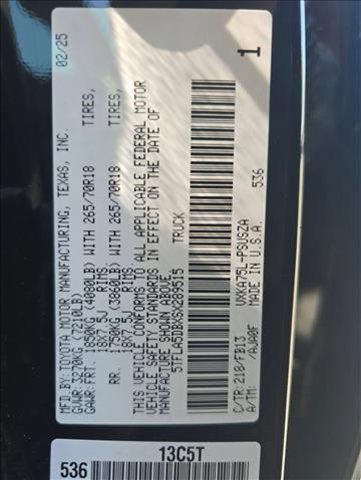 MFD. BY:
TOYOTA MOTOR MANUFACTURING, TEXAS, INC. 02/25
GVWR: 3270KG (7210LB)
GAWR: FRT. 1850KG (4080LB) WITH 265/70R18 TIRES,
18X7.5J RIMS
RR. 1750KG (3860LB) WITH 265/70R18 TIRES,
18X7.5J RIMS
THIS VEHICLE CONFORMS TO ALL APPLICABLE FEDERAL MOTOR
VEHICLE SAFETY STANDARDS IN EFFECT ON THE DATE OF
MANUFACTURE SHOWN ABOVE.
TRUCK
C/TR: 218/FB13 536 1
TM: /AJA0F
MADE IN U.S.A.
536 13C5T